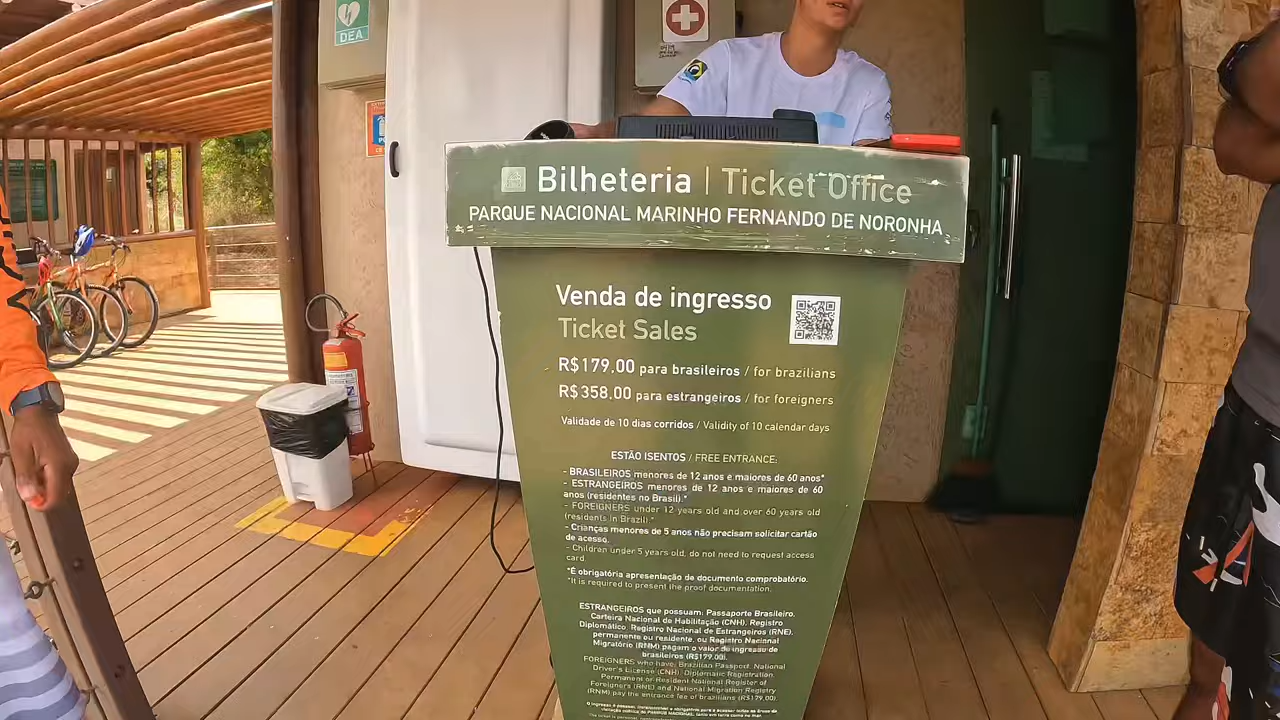 DEA
Bilheteria | Ticket Office
PARQUE NACIONAL MARINHO FERNANDO DE NORONHA
Venda de ingresso
Ticket Sales
R$179,00 para brasileiros / for brazilians
R$358,00 para estrangeiros / for foreigners
Validade de 10 dias corridos / Validity of 10 calendar days
ESTÃO ISENTOS / FREE ENTRANCE:
- BRASILEIROS menores de 12 anos e maiores de 60 anos*
- ESTRANGEIROS menores de 12 anos e maiores de 60
anos (residentes no Brasil).*
- FOREIGNERS under 12 years old and over 60 years old
(residents in Brazil).*
- Crianças menores de 5 anos não precisam solicitar cartão
de acesso.
- Children under 5 years old, do not need to request access
card.
*É obrigatória apresentação de documento comprobatório.
*It is required to present the proof documentation.
ESTRANGEIROS que possuam: Passaporte Brasileiro,
Carteira Nacional de Habilitação (CNH), Registro
Diplomático, Registro Nacional de Estrangeiros (RNE),
permanente ou residente, ou Registro Nacional
Migratório (RNM) pagam o valor de ingresso de
brasileiros (R$179,00).
FOREIGNERS who have: Brazilian Passport, National
Driver's License (CNH), Diplomatic Registration,
Permanent or Resident National Register of
Foreigners (RNE) and National Migration Registry
(RNM) pay the entrance fee of brazilians (R$179,00)